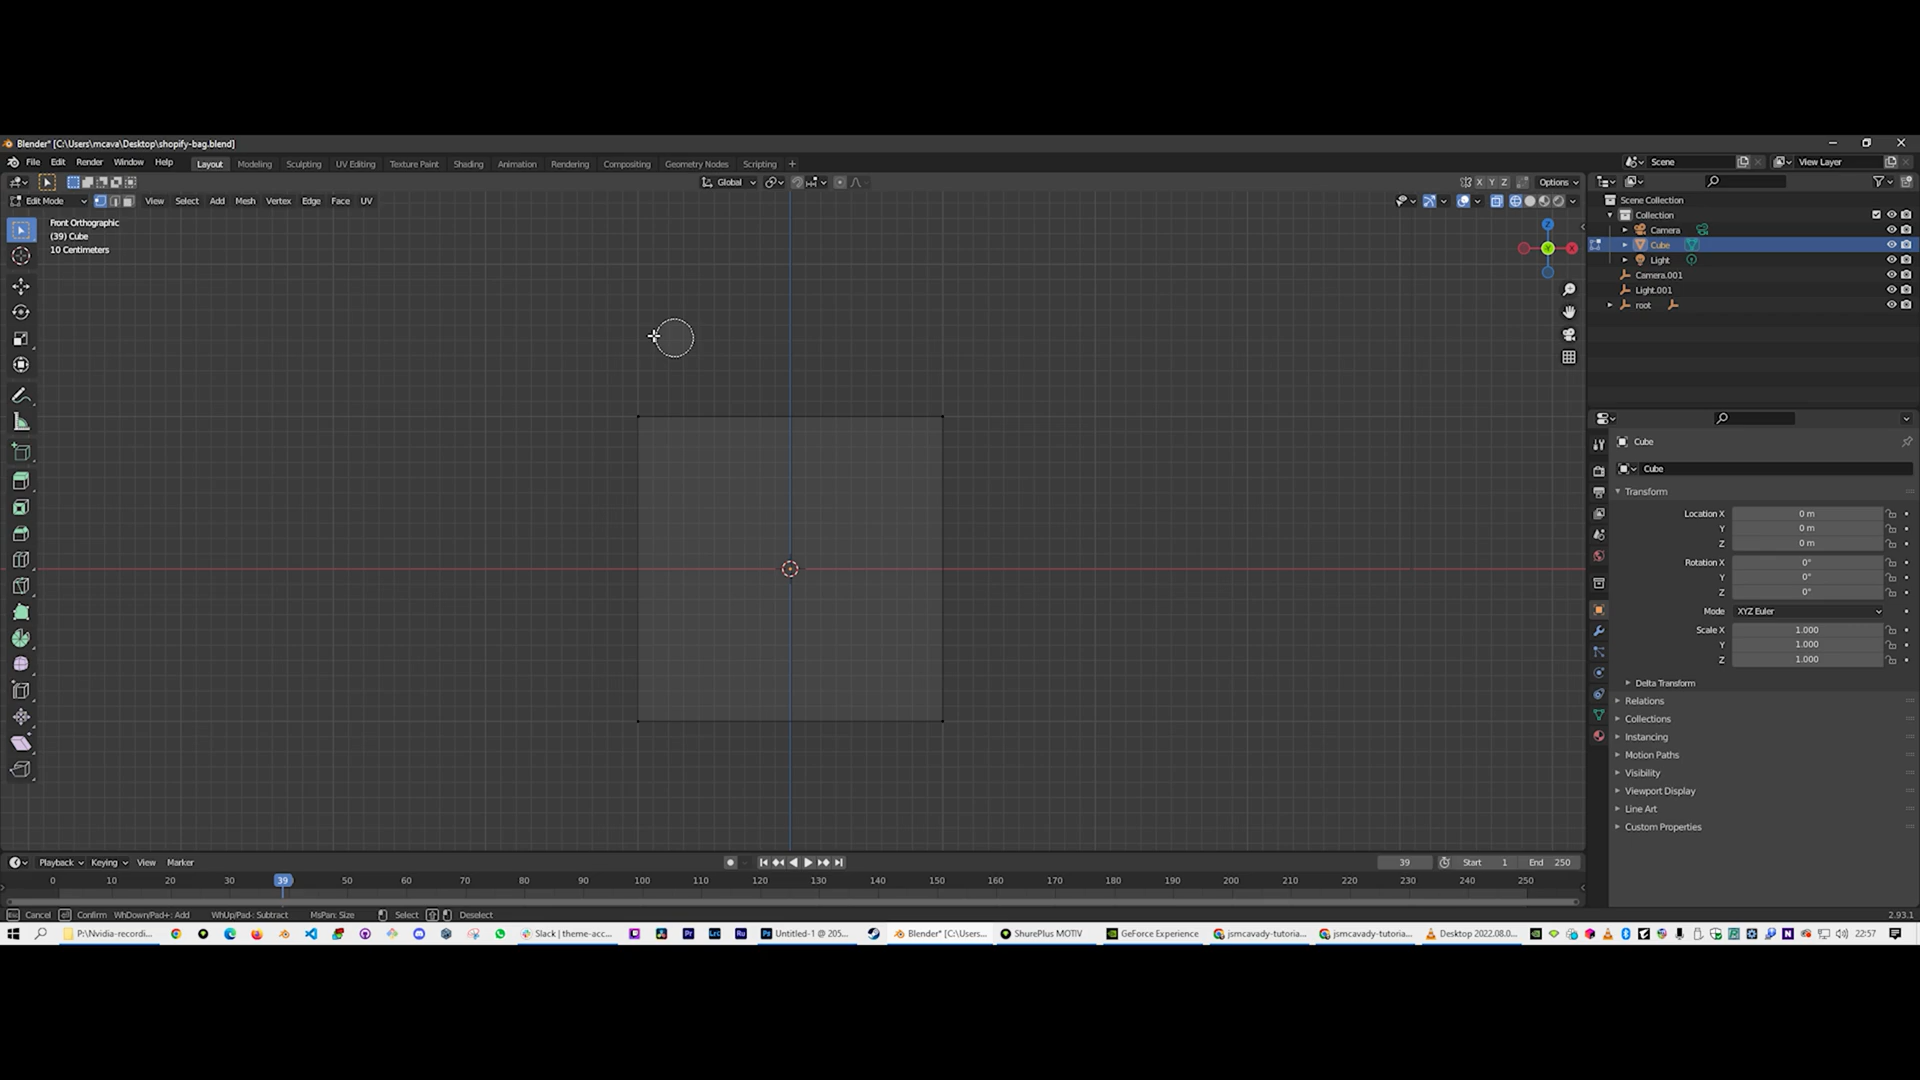 Blender* [C:\Users\mcava\Desktop\shopify-bag.blend]
File Edit Render Window Help Layout Modeling Sculpting UV Editing Texture Paint Shading Animation Rendering Compositing Geometry Nodes Scripting + Scene View Layer
Global X Y Z Options
Edit Mode View Select Add Mesh Vertex Edge Face UV
Scene Collection
Collection
Camera
Cube
Light
Camera.001
Light.001
root
Front Orthographic
(39) Cube
10 Centimeters
Z
Y
X
Cube
Cube
Transform
Location X 0 m
Y 0 m
Z 0 m
Rotation X 0°
Y 0°
Z 0°
Mode XYZ Euler
Scale X 1.000
Y 1.000
Z 1.000
Delta Transform
Relations
Collections
Instancing
Motion Paths
Visibility
Viewport Display
Line Art
Custom Properties
Playback Keying View Marker 39 Start 1 End 250
0 10 20 30 39 50 60 70 80 90 100 110 120 130 140 150 160 170 180 190 200 210 220 230 240 250
Esc Cancel Confirm WhDown/Pad+: Add WhUp/Pad-: Subtract MsPan: Size Select Deselect 2.93.1
P:\Nvidia-recordi... Slack | theme-acc... Untitled-1 @ 205... Blender* [C:\Users... ShurePlus MOTIV GeForce Experience jsmcavady-tutoria... jsmcavady-tutoria... Desktop 2022.08.0... 22:57